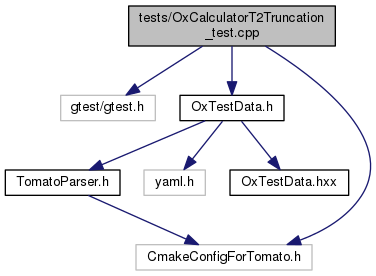 tests/OxCalculatorT2Truncation
_test.cpp
gtest/gtest.h
OxTestData.h
TomatoParser.h
yaml.h
OxTestData.hxx
CmakeConfigForTomato.h